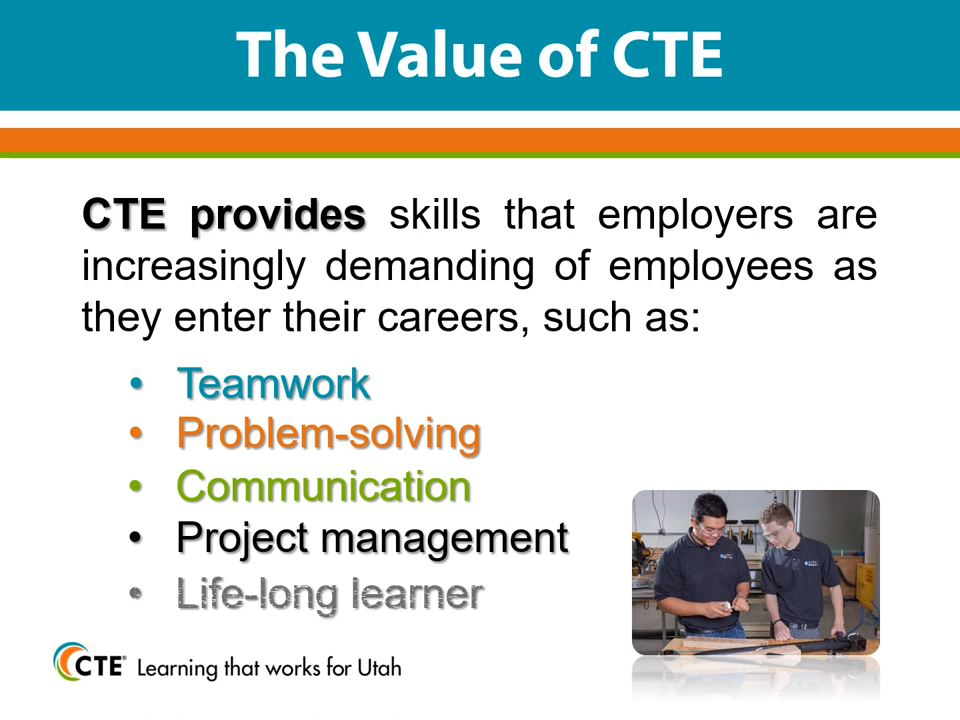 The Value of CTE
CTE provides skills that employers are
increasingly demanding of employees as
they enter their careers, such as:
• Teamwork
• Problem-solving
• Communication
• Project management
• Life-long learner
CTE® Learning that works for Utah